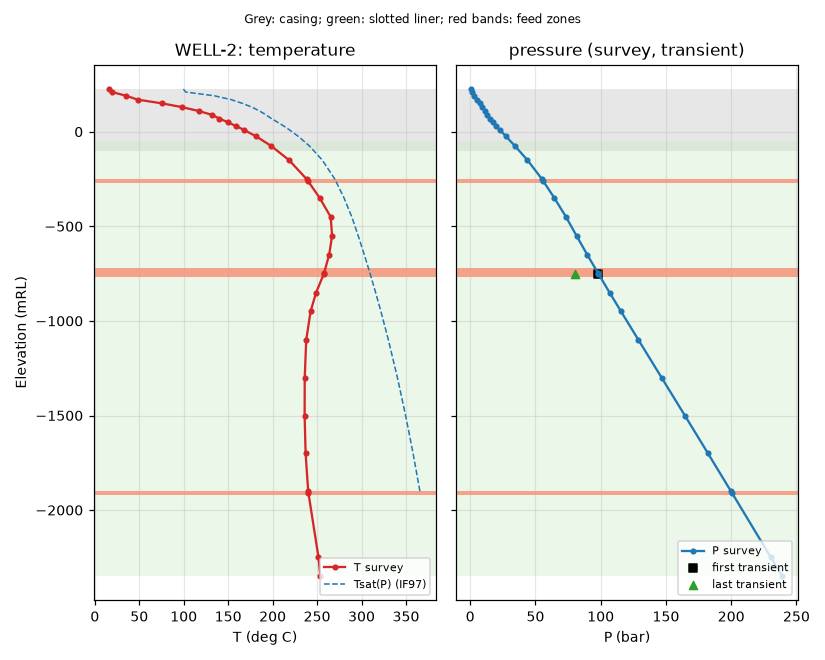 Grey: casing; green: slotted liner; red bands: feed zones
WELL-2: temperature
pressure (survey, transient)
Elevation (mRL)
0
−500
−1000
−1500
−2000
T survey
Tsat(P) (IF97)
P survey
first transient
last transient
0 50 100 150 200 250 300 350
0 50 100 150 200 250
T (deg C)
P (bar)